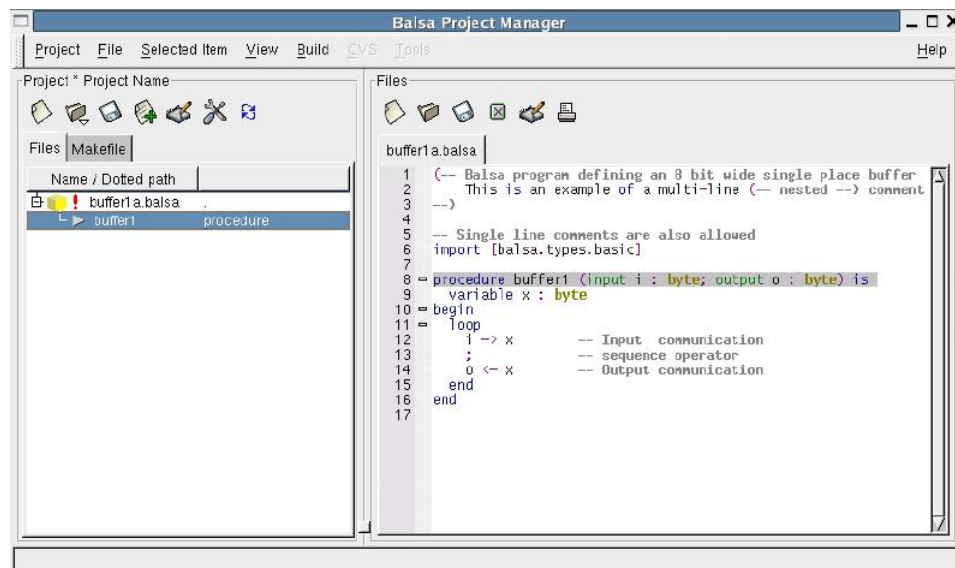 Balsa Project Manager
Project File Selected Item View Build CVS Tools Help
Project * Project Name
Files Makefile
Name / Dotted path
buffer1a.balsa .
buffer1 procedure
Files
buffer1a.balsa
1 (-- Balsa program defining an 8 bit wide single place buffer
2 This is an example of a multi-line (-- nested --) comment
3 --)
4
5 -- Single line comments are also allowed
6 import [balsa.types.basic]
7
8 procedure buffer1 (input i : byte; output o : byte) is
9 variable x : byte
10 begin
11 loop
12 i -> x -- Input communication
13 ; -- sequence operator
14 o <- x -- Output communication
15 end
16 end
17